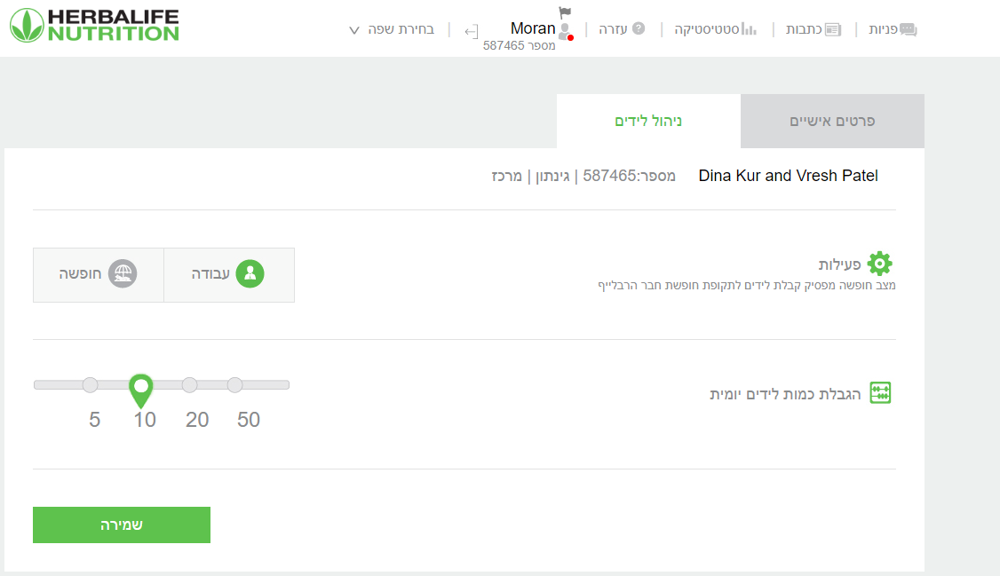 HERBALIFE
NUTRITION
פניות
כתבות
סטטיסטיקה
עזרה
Moran
מספר 587465
בחירת שפה
פרטים אישיים
ניהול לידים
Dina Kur and Vresh Patel
מספר:587465 | גינתון | מרכז
פעילות
מצב חופשה מפסיק קבלת לידים לתקופת חופשת חבר הרבלייף
עבודה
חופשה
הגבלת כמות לידים יומית
5 10 20 50
שמירה